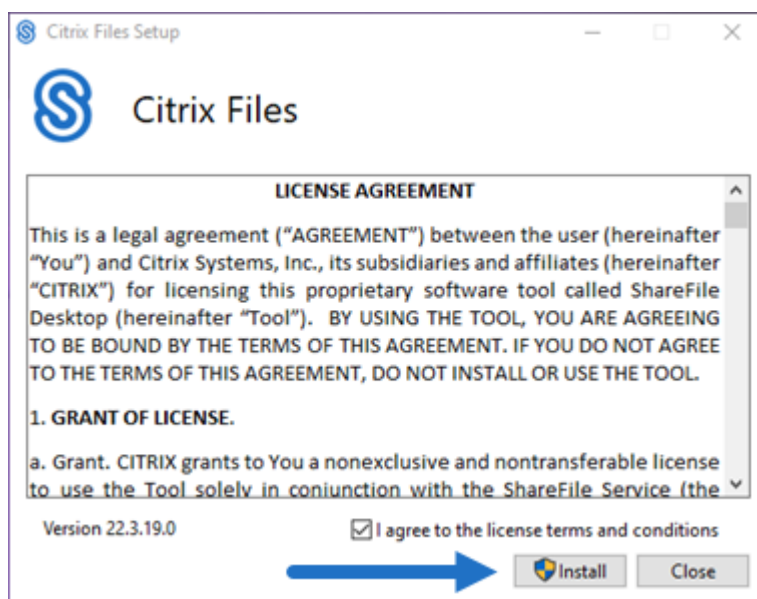 Citrix Files Setup
Citrix Files
LICENSE AGREEMENT
This is a legal agreement (“AGREEMENT”) between the user (hereinafter
“You”) and Citrix Systems, Inc., its subsidiaries and affiliates (hereinafter
“CITRIX”) for licensing this proprietary software tool called ShareFile
Desktop (hereinafter “Tool”).  BY USING THE TOOL, YOU ARE AGREEING
TO BE BOUND BY THE TERMS OF THIS AGREEMENT. IF YOU DO NOT AGREE
TO THE TERMS OF THIS AGREEMENT, DO NOT INSTALL OR USE THE TOOL.
1. GRANT OF LICENSE.
a. Grant. CITRIX grants to You a nonexclusive and nontransferable license
to use the Tool solely in conjunction with the ShareFile Service (the
Version 22.3.19.0
I agree to the license terms and conditions
Install
Close